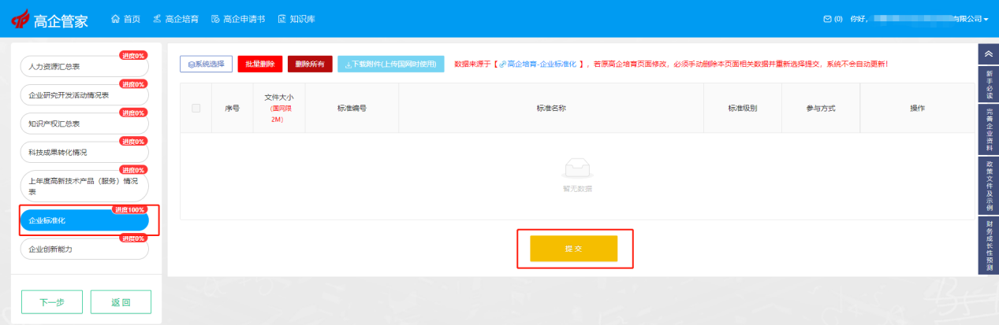 高企管家
首页
高企培育
高企申请书
知识库
(0) 你好,
有限公司
人力资源汇总表
进度0%
企业研究开发活动情况表
进度0%
知识产权汇总表
进度0%
科技成果转化情况
进度0%
上年度高新技术产品（服务）情况
表
进度0%
企业标准化
进度100%
企业创新能力
进度0%
下一步
返回
系统选择
批量删除
删除所有
下载附件(上传国网时使用)
数据来源于【 高企培育-企业标准化 】, 若原高企培育页面修改, 必须手动删除本页面相关数据并重新选择提交, 系统不会自动更新!
序号
文件大小
(国网限
2M)
标准编号
标准名称
标准级别
参与方式
操作
暂无数据
提 交
新手必读
完善企业资料
政策文件及示例
财务成长性预测